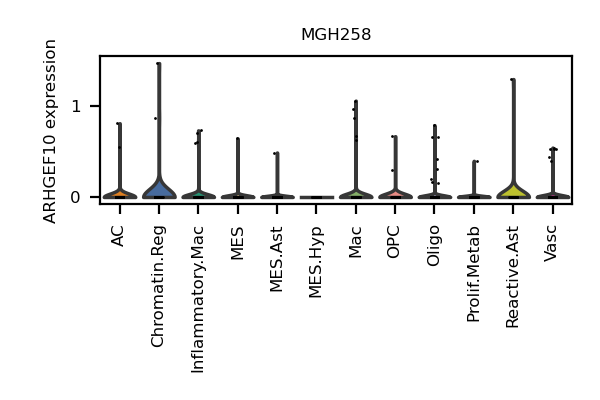 MGH258
ARHGEF10 expression
1
0
AC
Chromatin.Reg
Inflammatory.Mac
MES
MES.Ast
MES.Hyp
Mac
OPC
Oligo
Prolif.Metab
Reactive.Ast
Vasc